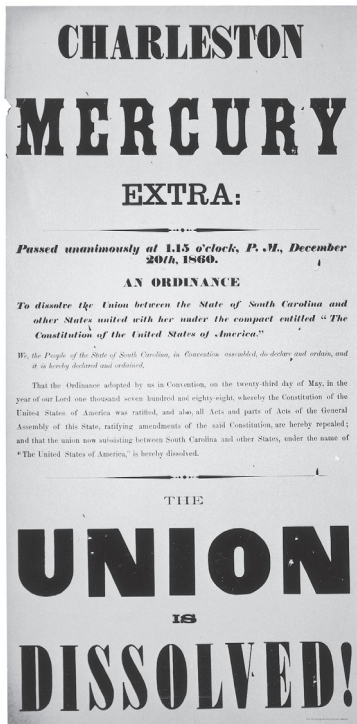 CHARLESTON
MERCURY
EXTRA:
Passed unanimously at 1.15 o'clock, P. M., December
20th, 1860.
AN ORDINANCE
To dissolve the Union between the State of South Carolina and
other States united with her under the compact entitled "The
Constitution of the United States of America."
We, the People of the State of South Carolina, in Convention assembled, do declare and ordain, and
it is hereby declared and ordained,
That the Ordinance adopted by us in Convention, on the twenty-third day of May, in the
year of our Lord one thousand seven hundred and eighty-eight, whereby the Constitution of the
United States of America was ratified, and also, all Acts and parts of Acts of the General
Assembly of this State, ratifying amendments of the said Constitution, are hereby repealed;
and that the union now subsisting between South Carolina and other States, under the name of
"The United States of America," is hereby dissolved.
THE
UNION
IS
DISSOLVED!